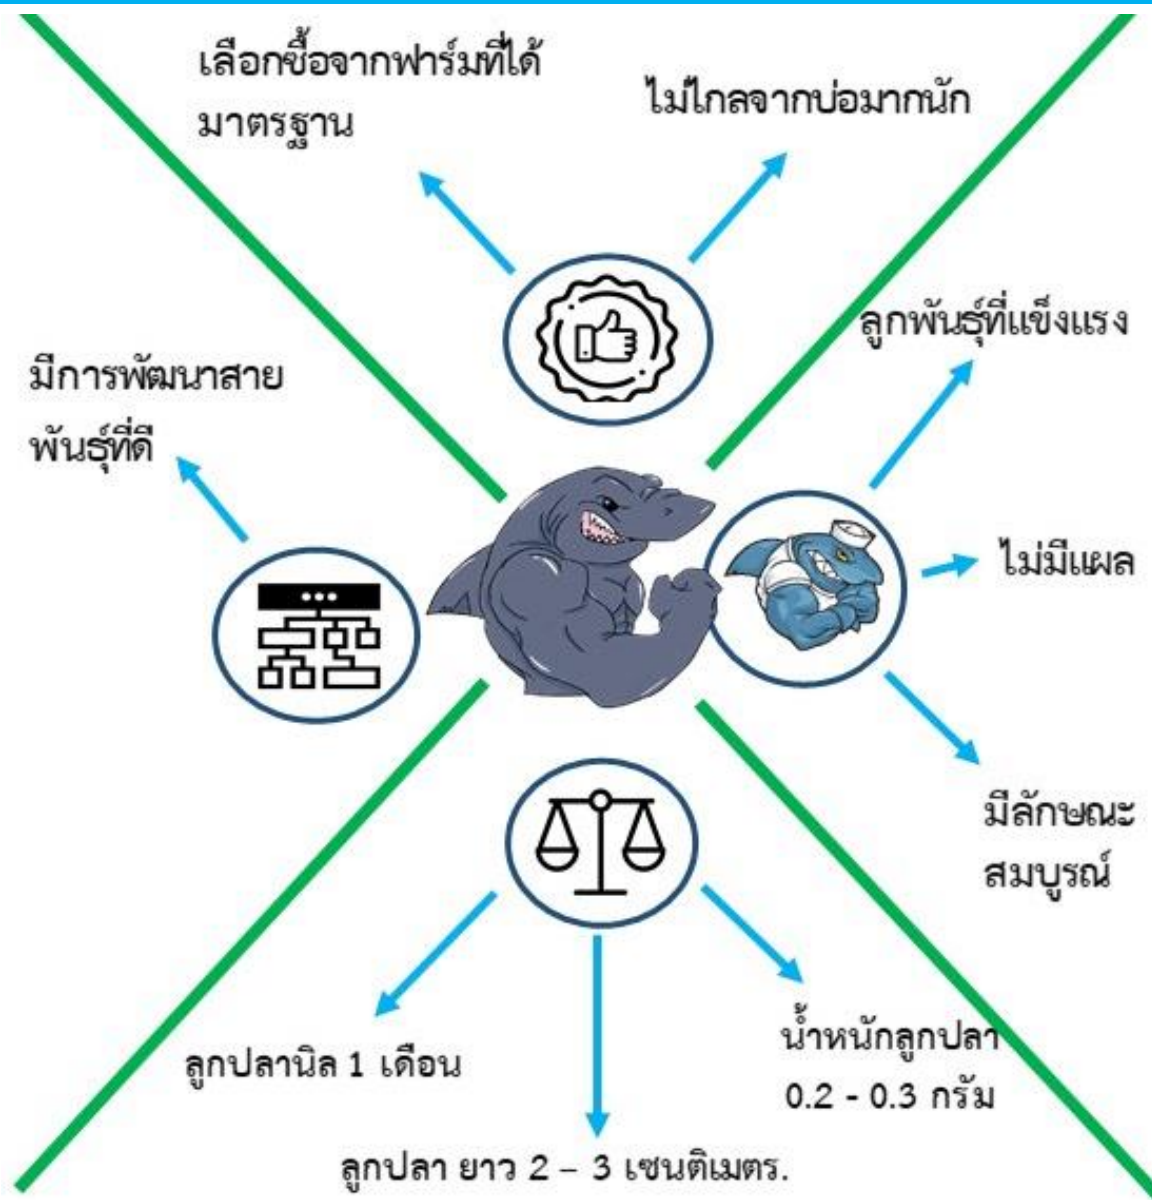 เลือกซื้อจากฟาร์มที่ได้
มาตรฐาน
ไม่ไกลจากบ่อมากนัก
ลูกพันธุ์ที่แข็งแรง
มีการพัฒนาสาย
พันธุ์ที่ดี
ไม่มีแผล
มีลักษณะ
สมบูรณ์
น้ำหนักลูกปลา
0.2 - 0.3 กรัม
ลูกปลานิล 1 เดือน
ลูกปลา ยาว 2 – 3 เซนติเมตร.